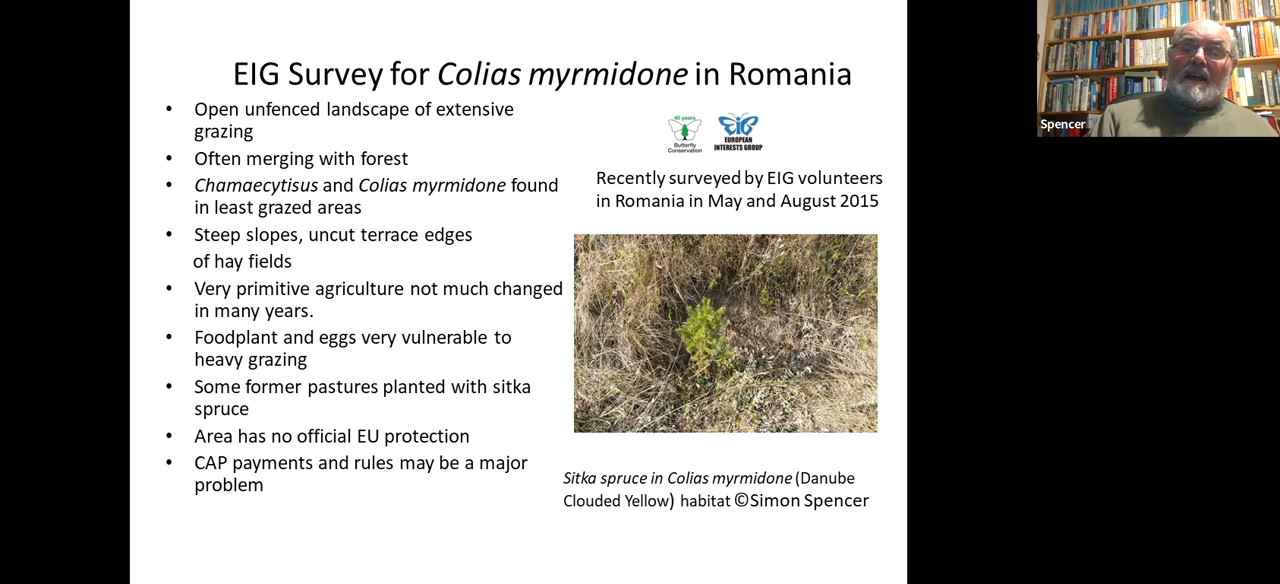 EIG Survey for Colias myrmidone in Romania
• Open unfenced landscape of extensive
grazing
• Often merging with forest
• Chamaecytisus and Colias myrmidone found
in least grazed areas
• Steep slopes, uncut terrace edges
of hay fields
• Very primitive agriculture not much changed
in many years.
• Foodplant and eggs very vulnerable to
heavy grazing
• Some former pastures planted with sitka
spruce
• Area has no official EU protection
• CAP payments and rules may be a major
problem
40 years
Butterfly
Conservation
EIG
EUROPEAN
INTERESTS GROUP
Recently surveyed by EIG volunteers
in Romania in May and August 2015
Sitka spruce in Colias myrmidone (Danube
Clouded Yellow) habitat ©Simon Spencer
Spencer